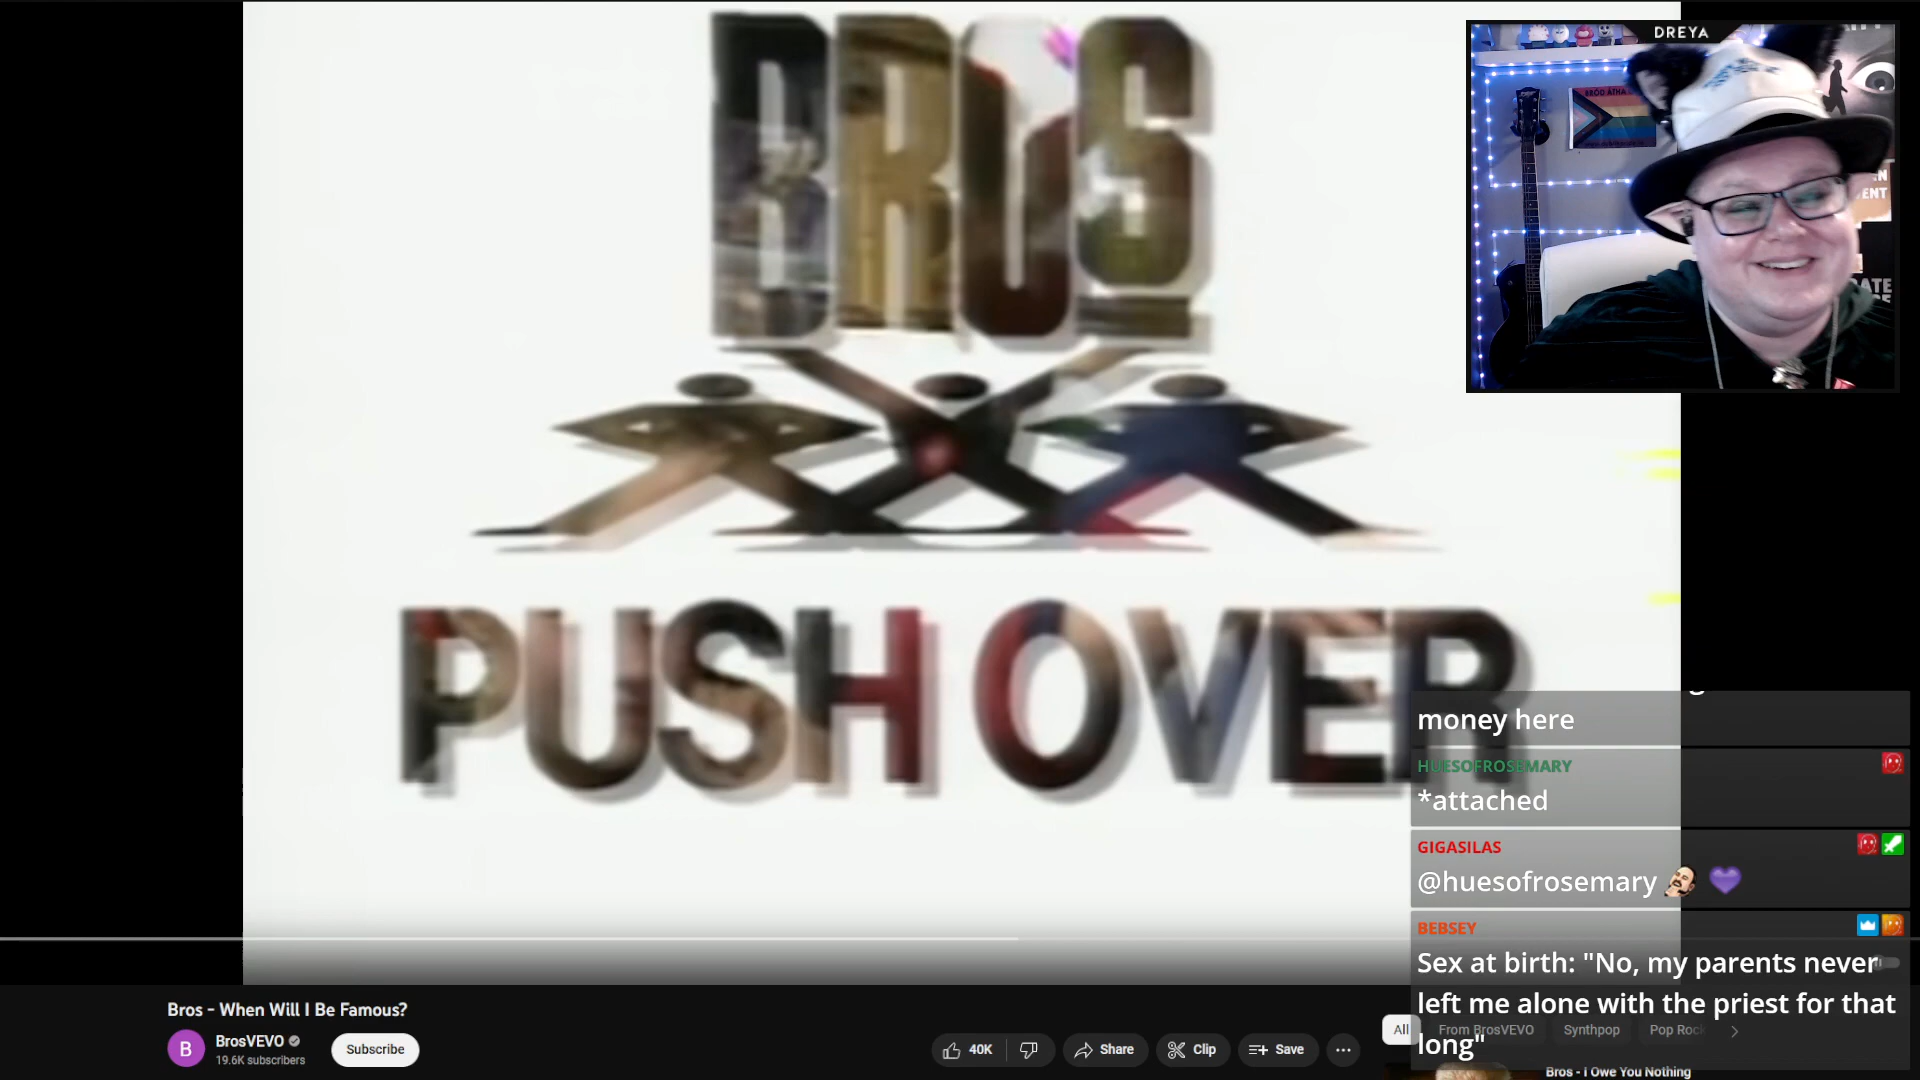 BROS
PUSH OVER
DREYA
money here
HUESOFROSEMARY
*attached
GIGASILAS
@huesofrosemary
BEBSEY
Sex at birth: "No, my parents never
left me alone with the priest for that
long"
Bros - When Will I Be Famous?
B
BrosVEVO
19.6K subscribers
Subscribe
40K
Share
Clip
Save
All
From BrosVEVO
Synthpop
Pop Rock
Bros - I Owe You Nothing